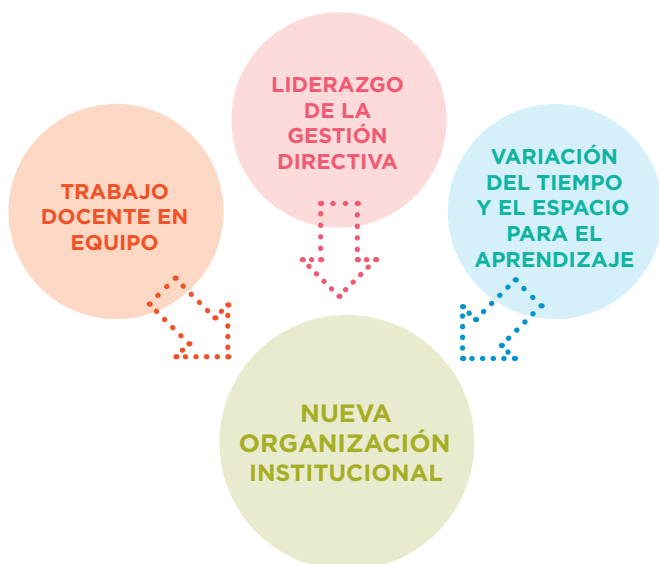 TRABAJO
DOCENTE EN
EQUIPO
LIDERAZGO
DE LA
GESTIÓN
DIRECTIVA
VARIACIÓN
DEL TIEMPO
Y EL ESPACIO
PARA EL
APRENDIZAJE
NUEVA
ORGANIZACIÓN
INSTITUCIONAL